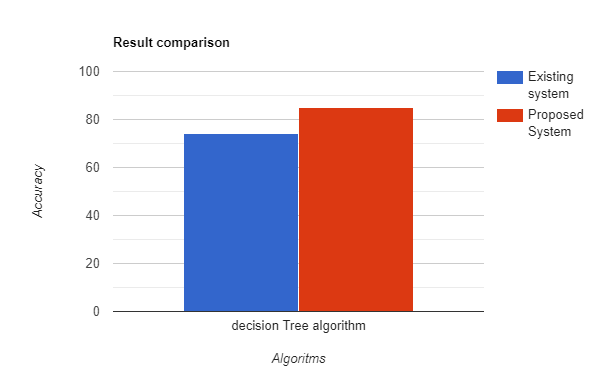 Result comparison
100
80
60
40
20
0
Accuracy
decision Tree algorithm
Algoritms
Existing
system
Proposed
System